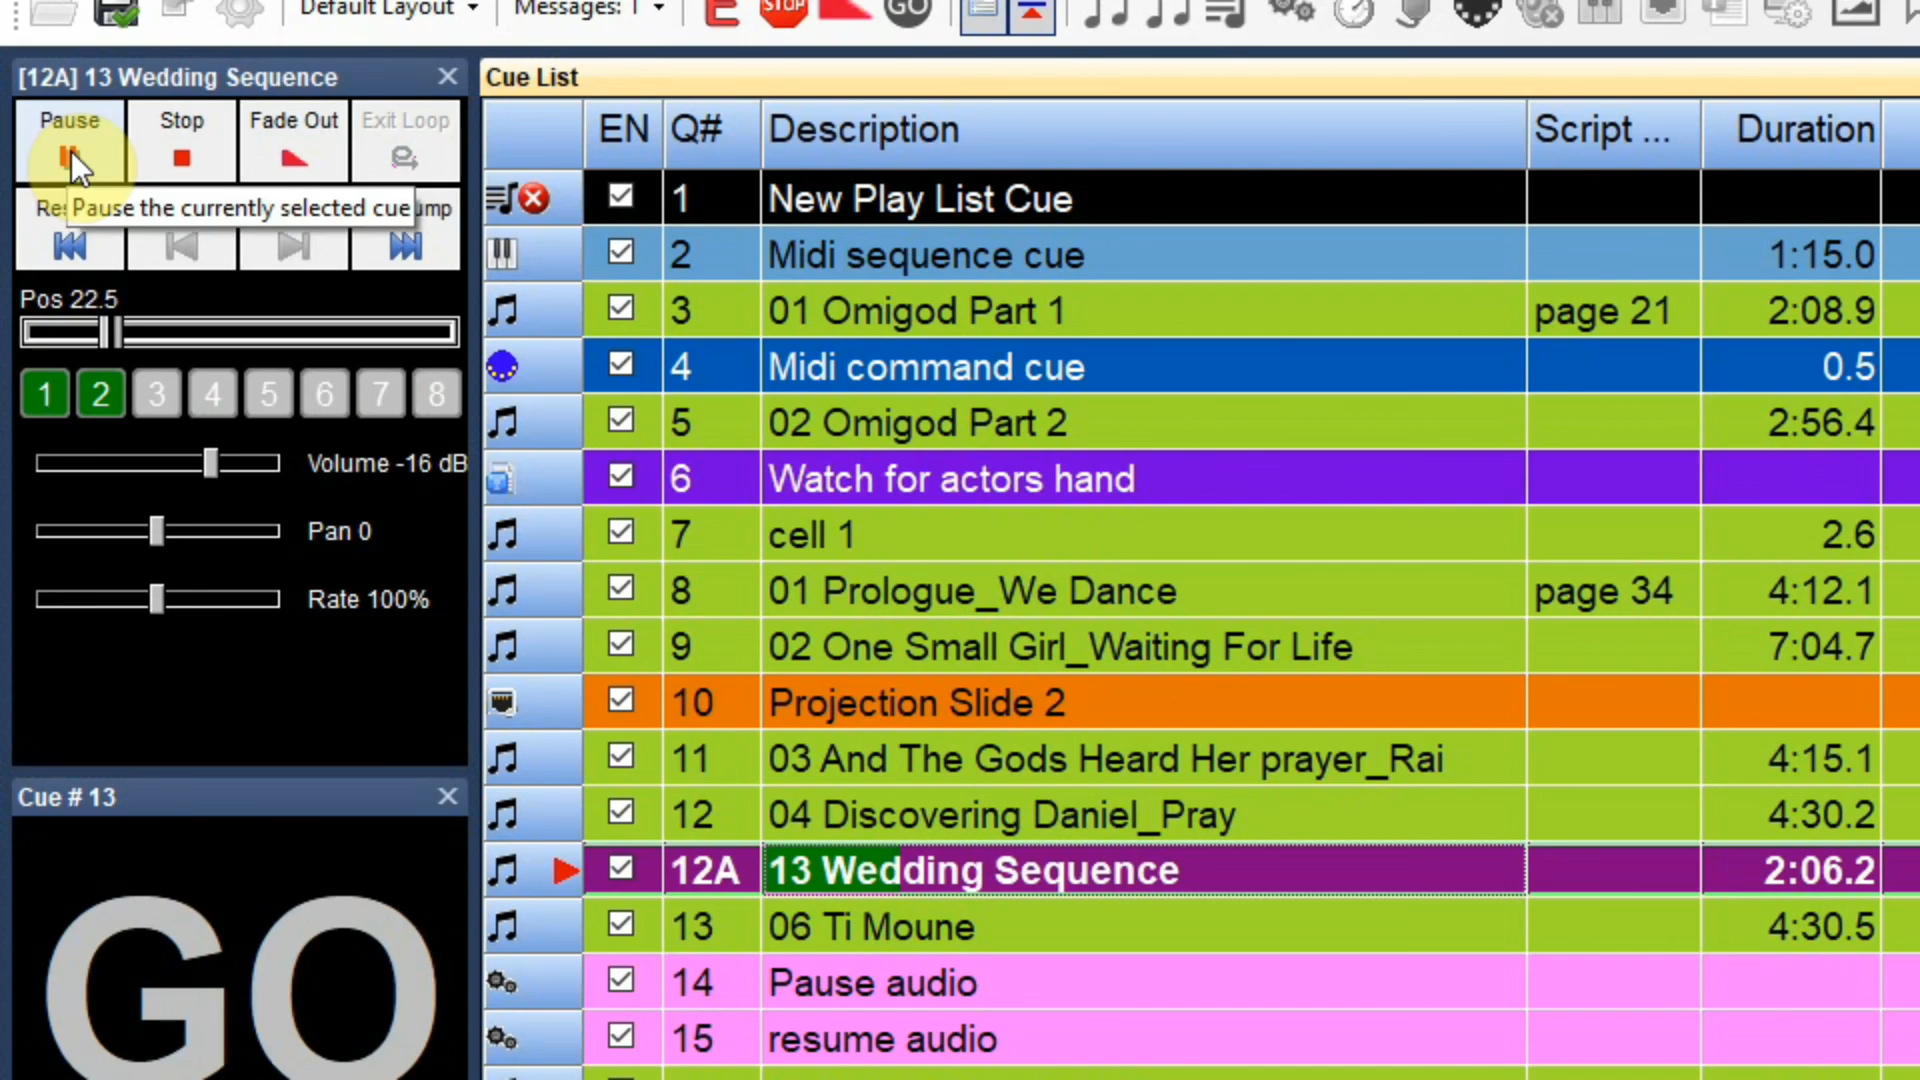 Default Layout
Messages: 1
E
STOP
GO
[12A] 13 Wedding Sequence
Pause
Stop
Fade Out
Exit Loop
Pause the currently selected cue
Pos 22.5
1 2 3 4 5 6 7 8
Volume -16 dB
Pan 0
Rate 100%
Cue # 13
GO
Cue List
EN Q# Description Script ... Duration
1 New Play List Cue
2 Midi sequence cue 1:15.0
3 01 Omigod Part 1 page 21 2:08.9
4 Midi command cue 0.5
5 02 Omigod Part 2 2:56.4
6 Watch for actors hand
7 cell 1 2.6
8 01 Prologue_We Dance page 34 4:12.1
9 02 One Small Girl_Waiting For Life 7:04.7
10 Projection Slide 2
11 03 And The Gods Heard Her prayer_Rai 4:15.1
12 04 Discovering Daniel_Pray 4:30.2
12A 13 Wedding Sequence 2:06.2
13 06 Ti Moune 4:30.5
14 Pause audio
15 resume audio